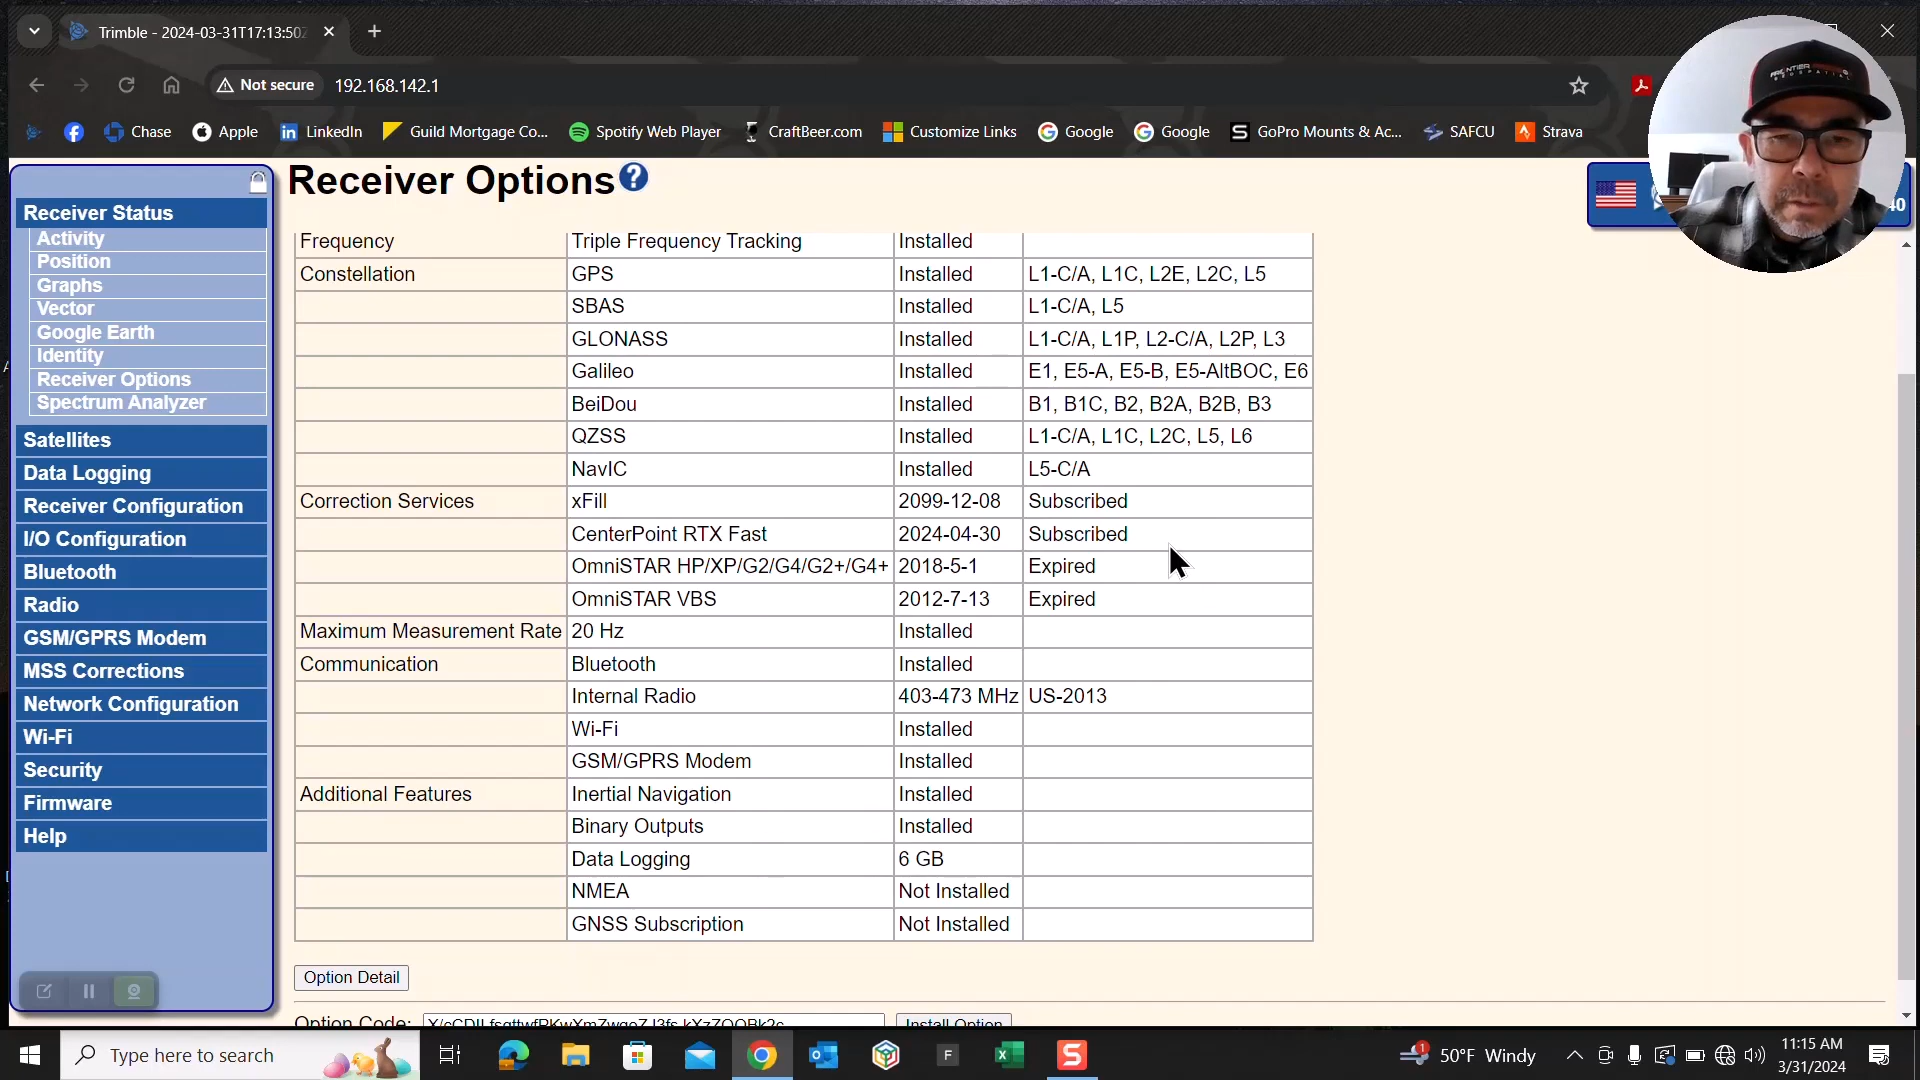 Trimble - 2024-03-31T17:13:50Z
Not secure
192.168.142.1
Chase
Apple
LinkedIn
Guild Mortgage Co...
Spotify Web Player
CraftBeer.com
Customize Links
Google
Google
GoPro Mounts & Ac...
SAFCU
Strava
Receiver Status
Activity
Position
Graphs
Vector
Google Earth
Identity
Receiver Options
Spectrum Analyzer
Satellites
Data Logging
Receiver Configuration
I/O Configuration
Bluetooth
Radio
GSM/GPRS Modem
MSS Corrections
Network Configuration
Wi-Fi
Security
Firmware
Help
Receiver Options
Frequency Triple Frequency Tracking Installed
Constellation GPS Installed L1-C/A, L1C, L2E, L2C, L5
SBAS Installed L1-C/A, L5
GLONASS Installed L1-C/A, L1P, L2-C/A, L2P, L3
Galileo Installed E1, E5-A, E5-B, E5-AltBOC, E6
BeiDou Installed B1, B1C, B2, B2A, B2B, B3
QZSS Installed L1-C/A, L1C, L2C, L5, L6
NavIC Installed L5-C/A
Correction Services xFill 2099-12-08 Subscribed
CenterPoint RTX Fast 2024-04-30 Subscribed
OmniSTAR HP/XP/G2/G4/G2+/G4+ 2018-5-1 Expired
OmniSTAR VBS 2012-7-13 Expired
Maximum Measurement Rate 20 Hz Installed
Communication Bluetooth Installed
Internal Radio 403-473 MHz US-2013
Wi-Fi Installed
GSM/GPRS Modem Installed
Additional Features Inertial Navigation Installed
Binary Outputs Installed
Data Logging 6 GB
NMEA Not Installed
GNSS Subscription Not Installed
Option Detail
Option Code: Install Option
40
FRONTIER
GEOSPATIAL
Type here to search
1
50°F Windy
11:15 AM
3/31/2024